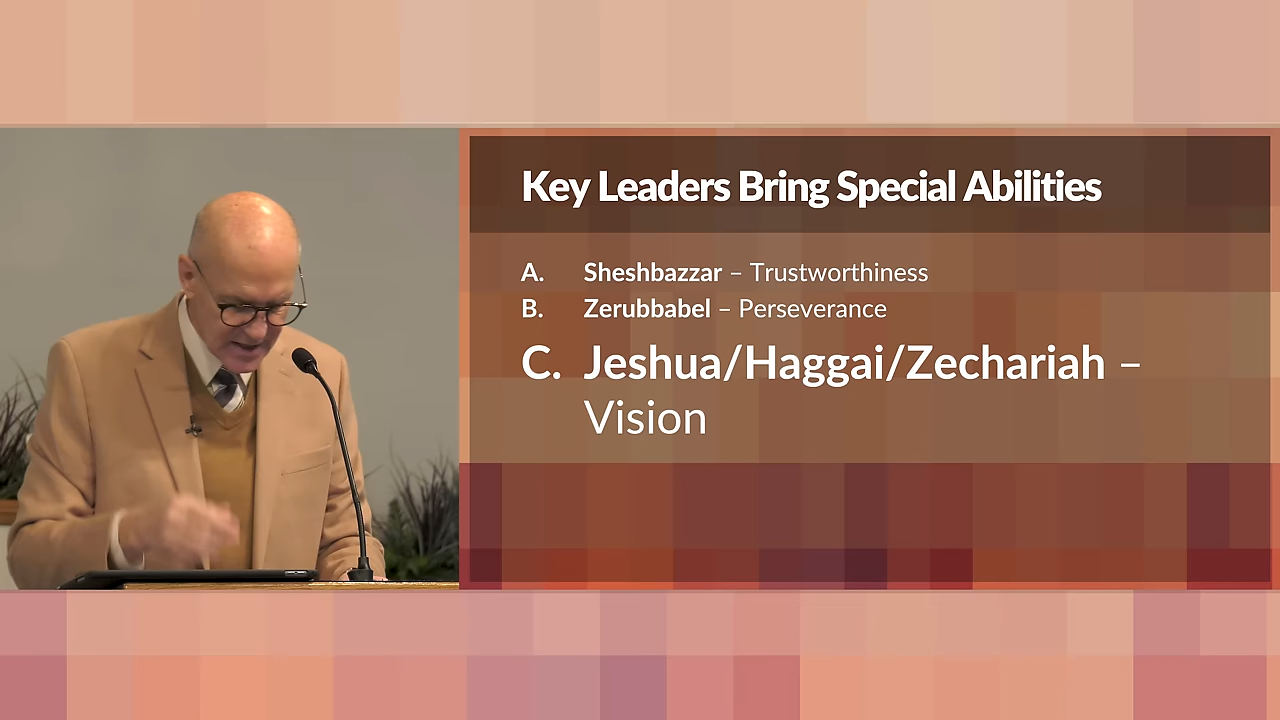 Key Leaders Bring Special Abilities
A. Sheshbazzar – Trustworthiness
B. Zerubbabel – Perseverance
C. Jeshua/Haggai/Zechariah –
Vision